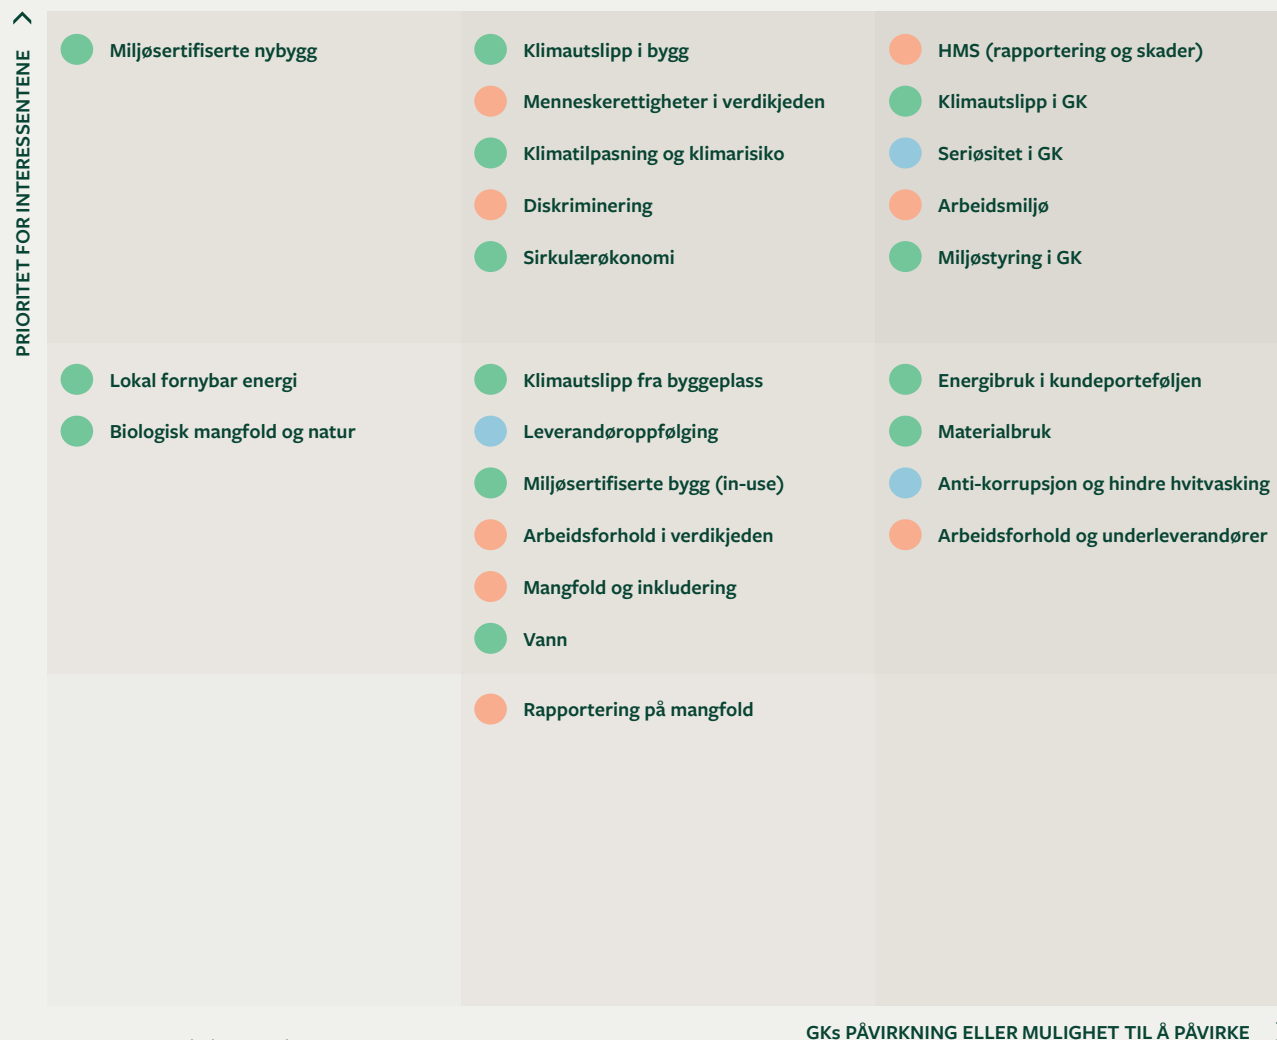 PRIORITET FOR INTERESSENTENE
Miljøsertifiserte nybygg
Klimautslipp i bygg
Menneskerettigheter i verdikjeden
Klimatilpasning og klimarisiko
Diskriminering
Sirkulærøkonomi
HMS (rapportering og skader)
Klimautslipp i GK
Seriøsitet i GK
Arbeidsmiljø
Miljøstyring i GK
Lokal fornybar energi
Biologisk mangfold og natur
Klimautslipp fra byggeplass
Leverandøroppfølging
Miljøsertifiserte bygg (in-use)
Arbeidsforhold i verdikjeden
Mangfold og inkludering
Vann
Energibruk i kundeporteføljen
Materialbruk
Anti-korrupsjon og hindre hvitvasking
Arbeidsforhold og underleverandører
Rapportering på mangfold
GKs PÅVIRKNING ELLER MULIGHET TIL Å PÅVIRKE